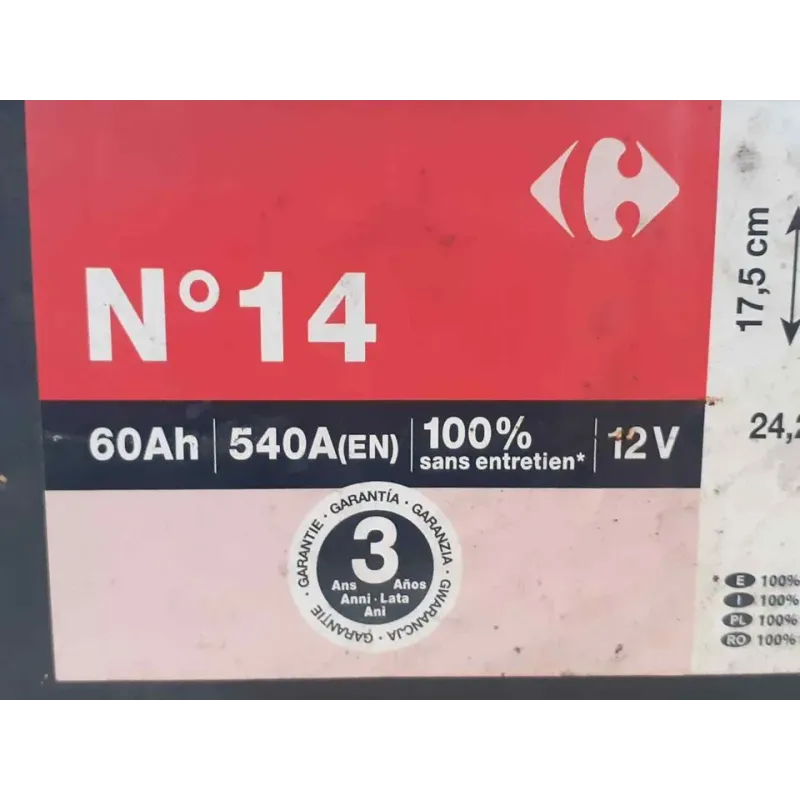 N°14
60Ah
540A(EN)
100%
sans entretien*
12V
17,5 cm
24,2
GARANTIE · GARANTÍA · GARANZIA · GWARANCJA · GARANȚIE ·
3
Ans Años
Anni · Lata
Ani
E 100%
I 100%
PL 100%
RO 100%